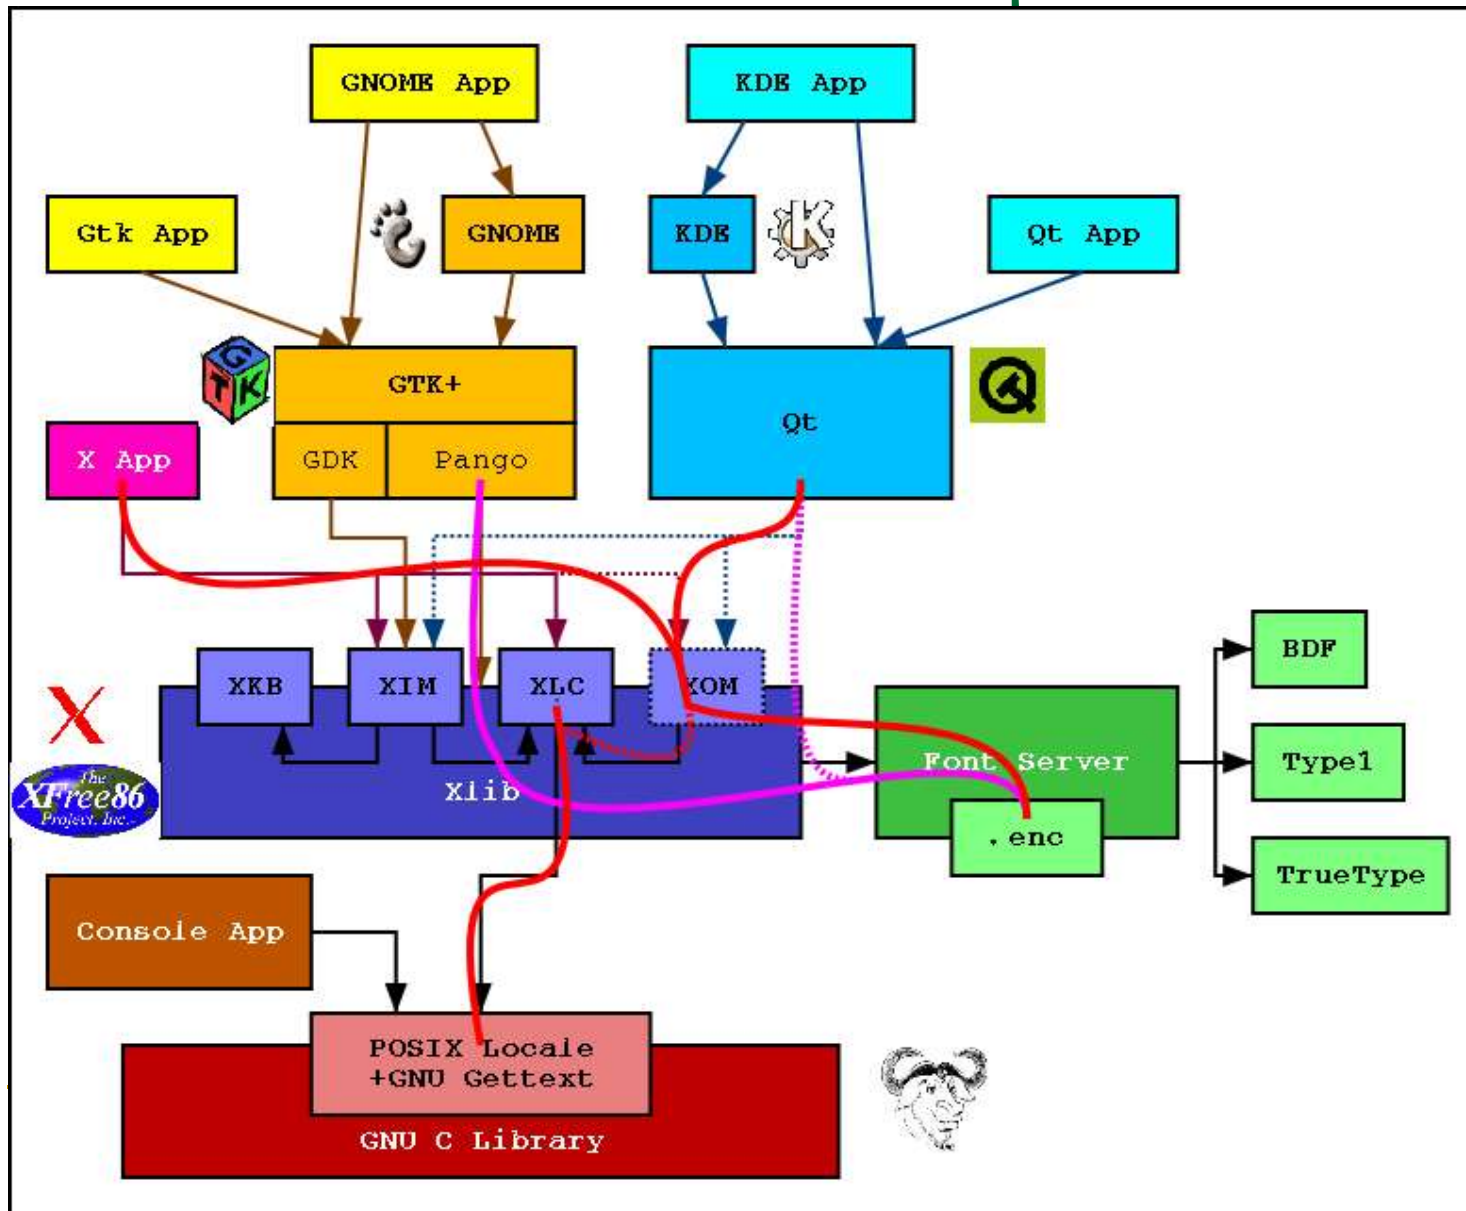 GNOME App
KDE App
Gtk App
GNOME
KDE
K
Qt App
G
T K
GTK+
Qt
X App
GDK
Pango
XKB
XIM
XLC
XOM
X
The
XFree86
Project, Inc.
Xlib
Font Server
.enc
BDF
Type1
TrueType
Console App
POSIX Locale
+GNU Gettext
GNU C Library